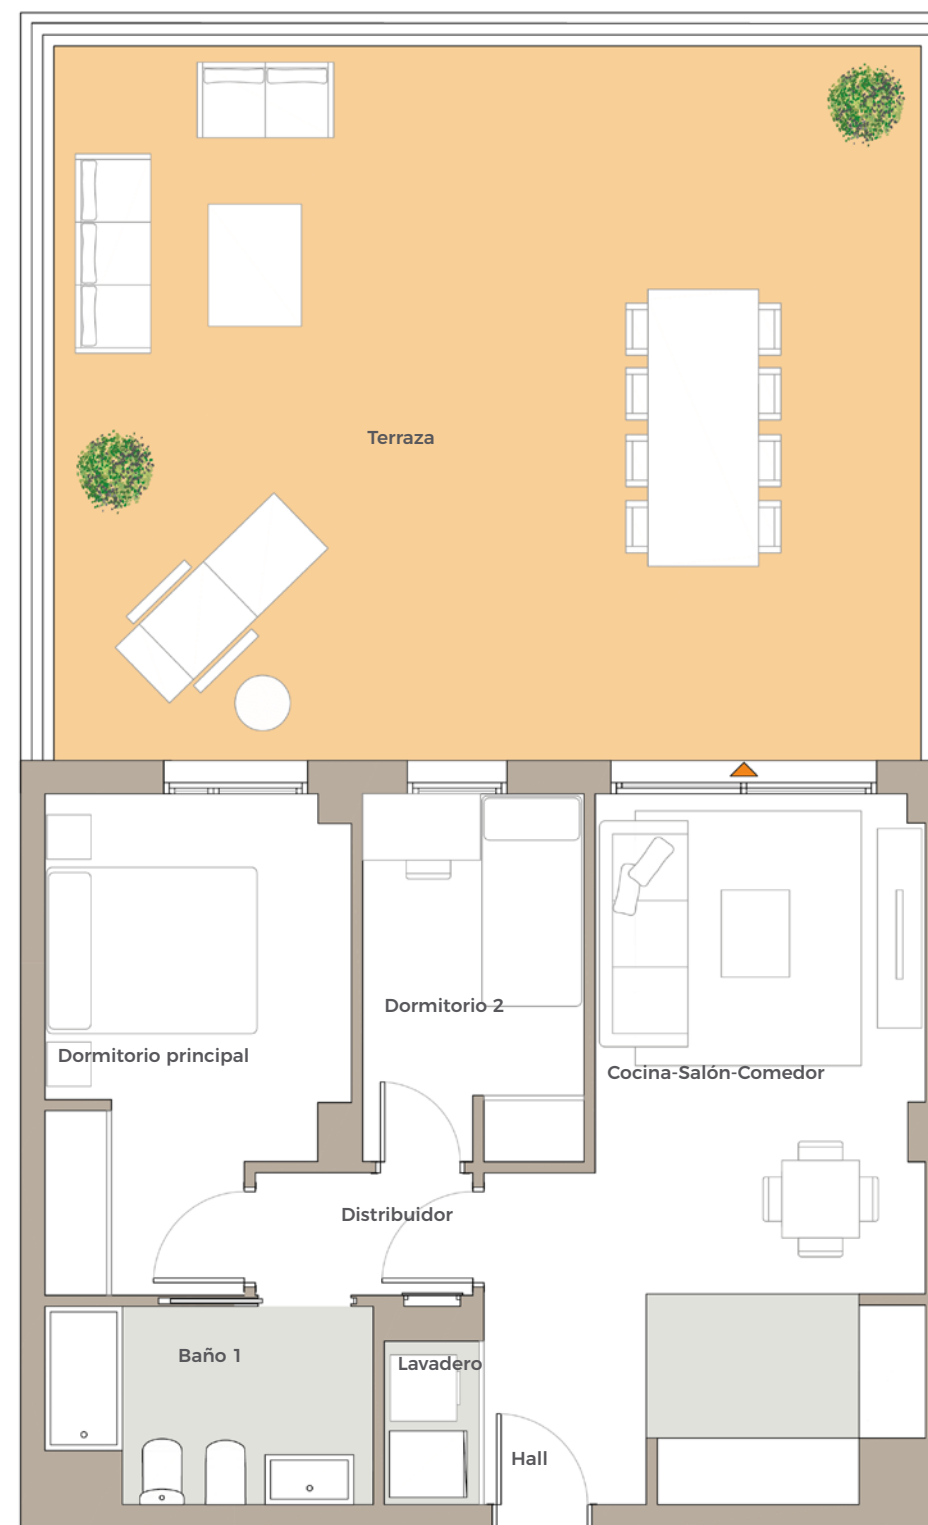 Terraza
Dormitorio 2
Dormitorio principal
Cocina-Salón-Comedor
Distribuidor
Baño 1
Lavadero
Hall